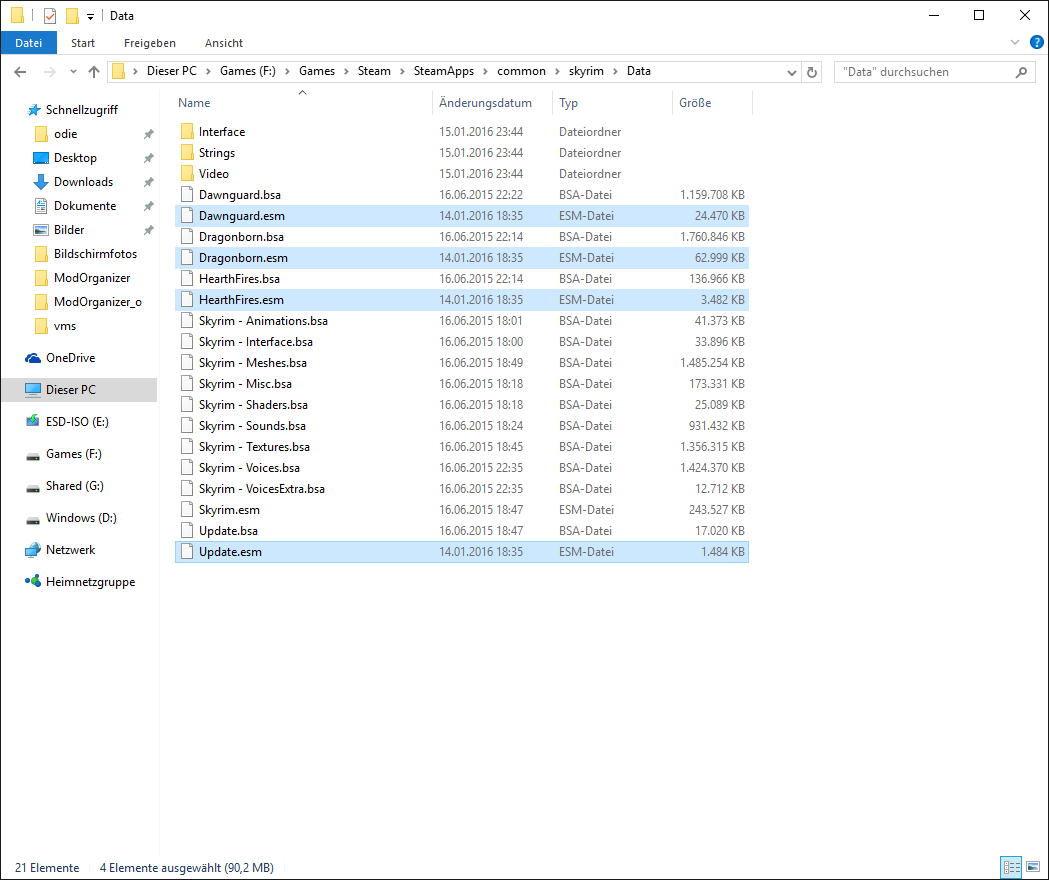 Data
Datei Start Freigeben Ansicht
Dieser PC > Games (F:) > Games > Steam > SteamApps > common > skyrim > Data "Data" durchsuchen
Name Änderungsdatum Typ Größe
Schnellzugriff
odie
Desktop
Downloads
Dokumente
Bilder
Bildschirmfotos
ModOrganizer
ModOrganizer_o
vms
OneDrive
Dieser PC
ESD-ISO (E:)
Games (F:)
Shared (G:)
Windows (D:)
Netzwerk
Heimnetzgruppe
Interface 15.01.2016 23:44 Dateiordner
Strings 15.01.2016 23:44 Dateiordner
Video 15.01.2016 23:44 Dateiordner
Dawnguard.bsa 16.06.2015 22:22 BSA-Datei 1.159.708 KB
Dawnguard.esm 14.01.2016 18:35 ESM-Datei 24.470 KB
Dragonborn.bsa 16.06.2015 22:14 BSA-Datei 1.760.846 KB
Dragonborn.esm 14.01.2016 18:35 ESM-Datei 62.999 KB
HearthFires.bsa 16.06.2015 22:14 BSA-Datei 136.966 KB
HearthFires.esm 14.01.2016 18:35 ESM-Datei 3.482 KB
Skyrim - Animations.bsa 16.06.2015 18:01 BSA-Datei 41.373 KB
Skyrim - Interface.bsa 16.06.2015 18:00 BSA-Datei 33.896 KB
Skyrim - Meshes.bsa 16.06.2015 18:49 BSA-Datei 1.485.254 KB
Skyrim - Misc.bsa 16.06.2015 18:18 BSA-Datei 173.331 KB
Skyrim - Shaders.bsa 16.06.2015 18:18 BSA-Datei 25.089 KB
Skyrim - Sounds.bsa 16.06.2015 18:24 BSA-Datei 931.432 KB
Skyrim - Textures.bsa 16.06.2015 18:45 BSA-Datei 1.356.315 KB
Skyrim - Voices.bsa 16.06.2015 22:35 BSA-Datei 1.424.370 KB
Skyrim - VoicesExtra.bsa 16.06.2015 22:35 BSA-Datei 12.712 KB
Skyrim.esm 16.06.2015 18:47 ESM-Datei 243.527 KB
Update.bsa 16.06.2015 18:47 BSA-Datei 17.020 KB
Update.esm 14.01.2016 18:35 ESM-Datei 1.484 KB
21 Elemente 4 Elemente ausgewählt (90,2 MB)